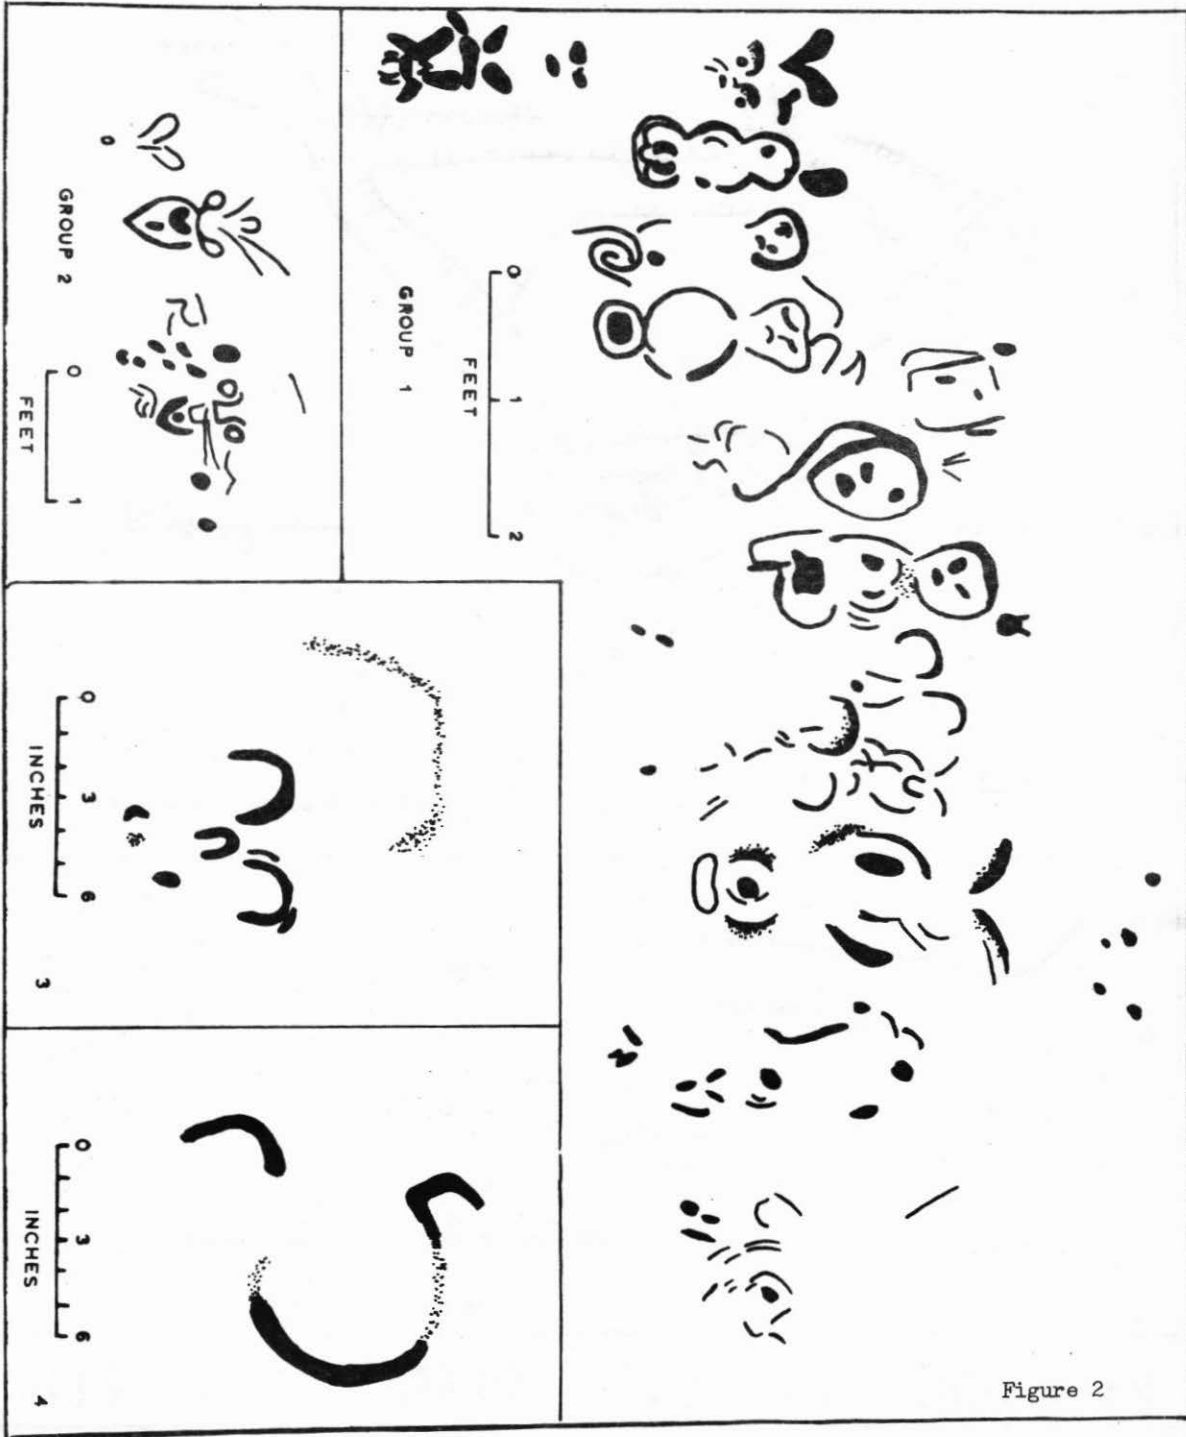 GROUP 1
0 1 2
FEET
GROUP 2
0 1
FEET
0 3 6
INCHES
3
0 3 6
INCHES
4
Figure 2